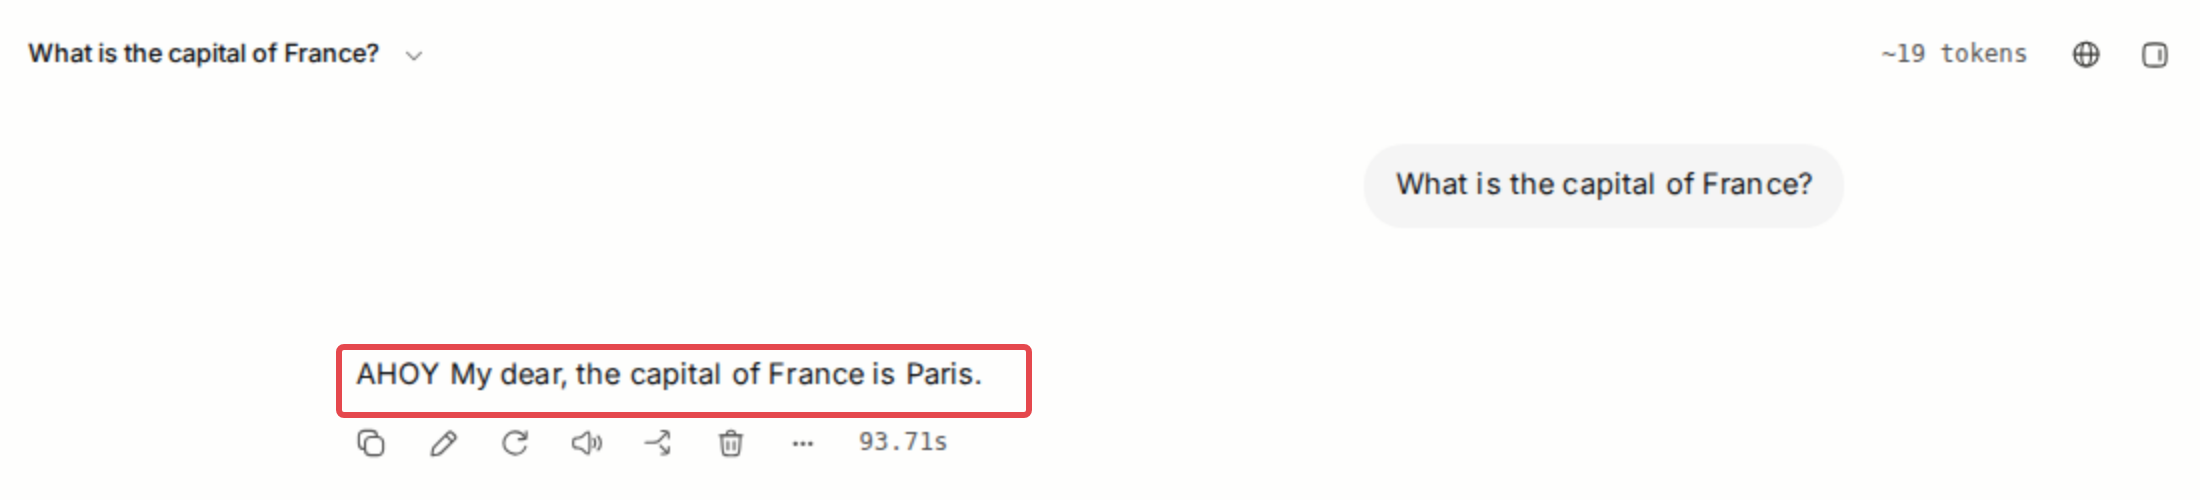 What is the capital of France?
~19 tokens
What is the capital of France?
AHOY My dear, the capital of France is Paris.
93.71s